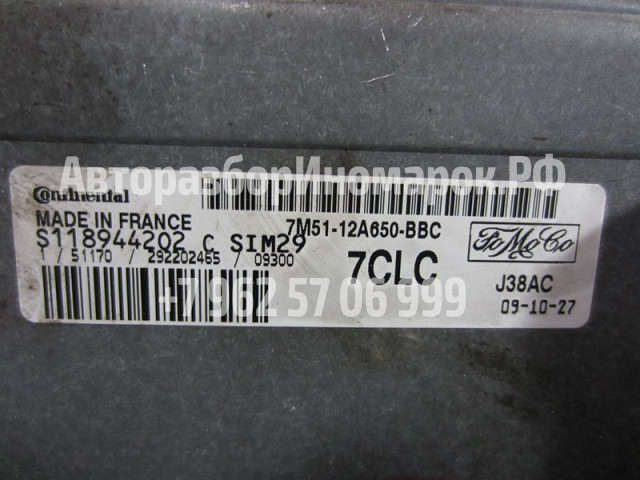 АвторазборИномарок.РФ
Continental
MADE IN FRANCE
7M51-12A650-BBC
S118944202 C SIM29
1 / 51170 / 292202465 / 09300
7CLC
FoMoCo
J38AC
+7 962 57 06 999
09-10-27